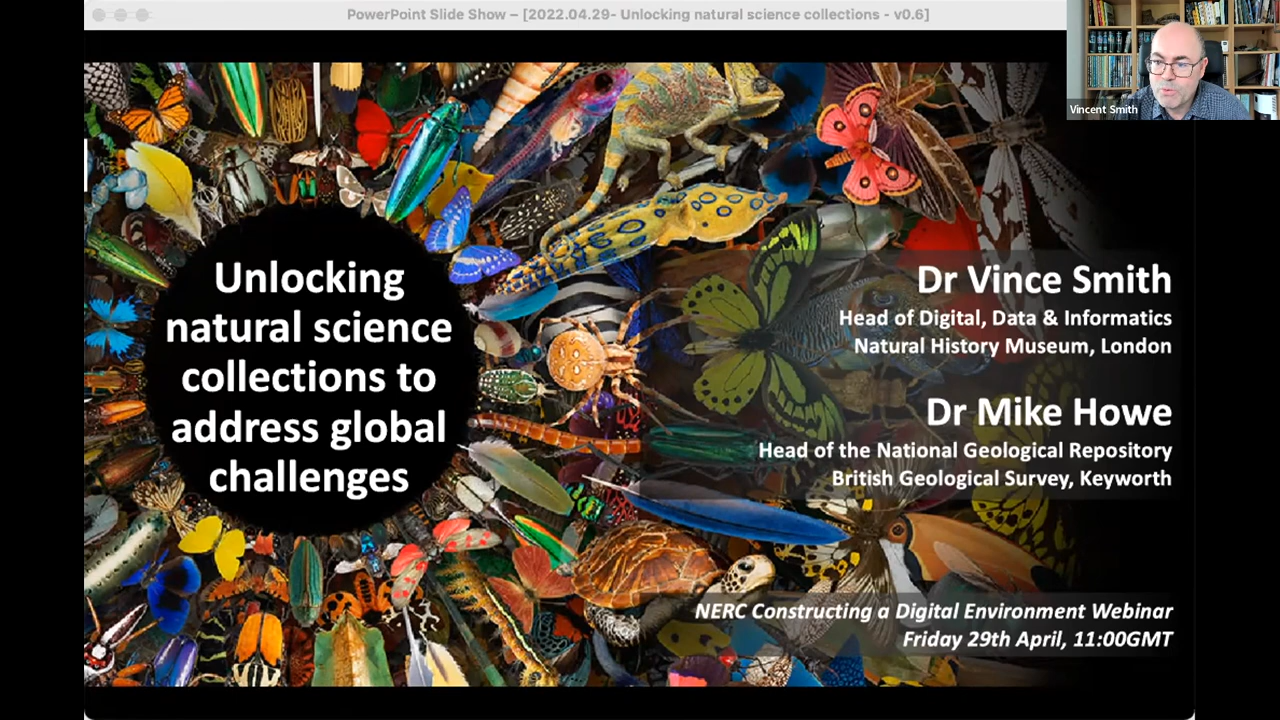 PowerPoint Slide Show – [2022.04.29- Unlocking natural science collections - v0.6]
Vincent Smith
Unlocking
natural science
collections to
address global
challenges
Dr Vince Smith
Head of Digital, Data & Informatics
Natural History Museum, London
Dr Mike Howe
Head of the National Geological Repository
British Geological Survey, Keyworth
NERC Constructing a Digital Environment Webinar
Friday 29th April, 11:00GMT